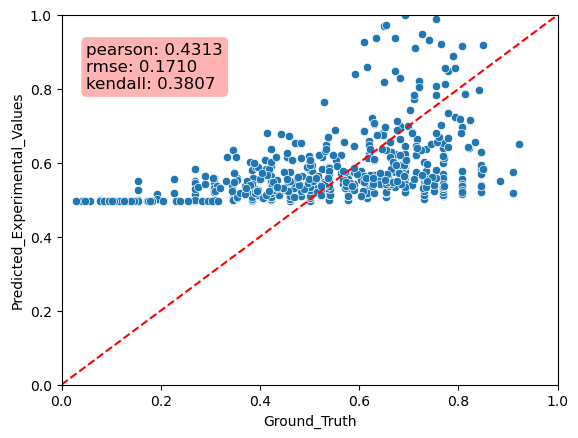 1.0
0.8
0.6
0.4
0.2
0.0
Predicted_Experimental_Values
pearson: 0.4313
rmse: 0.1710
kendall: 0.3807
0.0 0.2 0.4 0.6 0.8 1.0
Ground_Truth